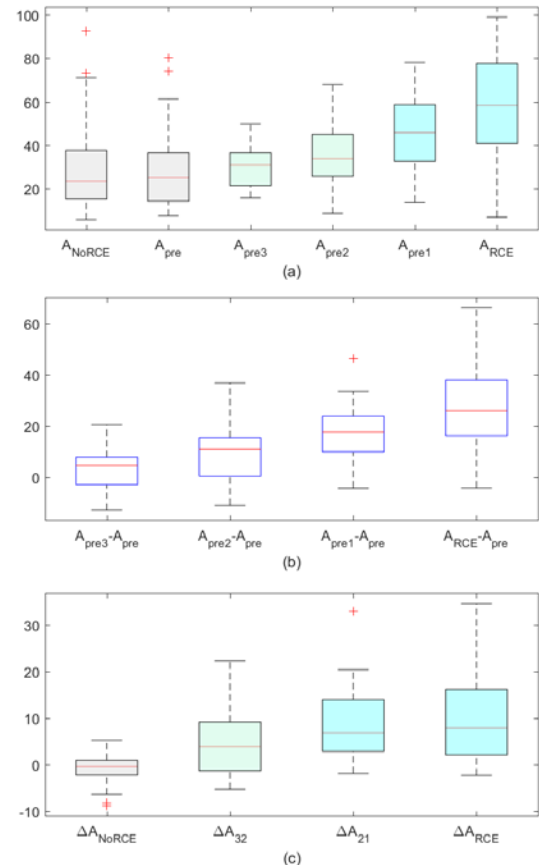 100
80
60
40
20
A_NoRCE A_pre A_pre3 A_pre2 A_pre1 A_RCE
(a)
60
40
20
0
A_pre3-A_pre A_pre2-A_pre A_pre1-A_pre A_RCE-A_pre
(b)
30
20
10
0
-10
ΔA_NoRCE ΔA_32 ΔA_21 ΔA_RCE
(c)